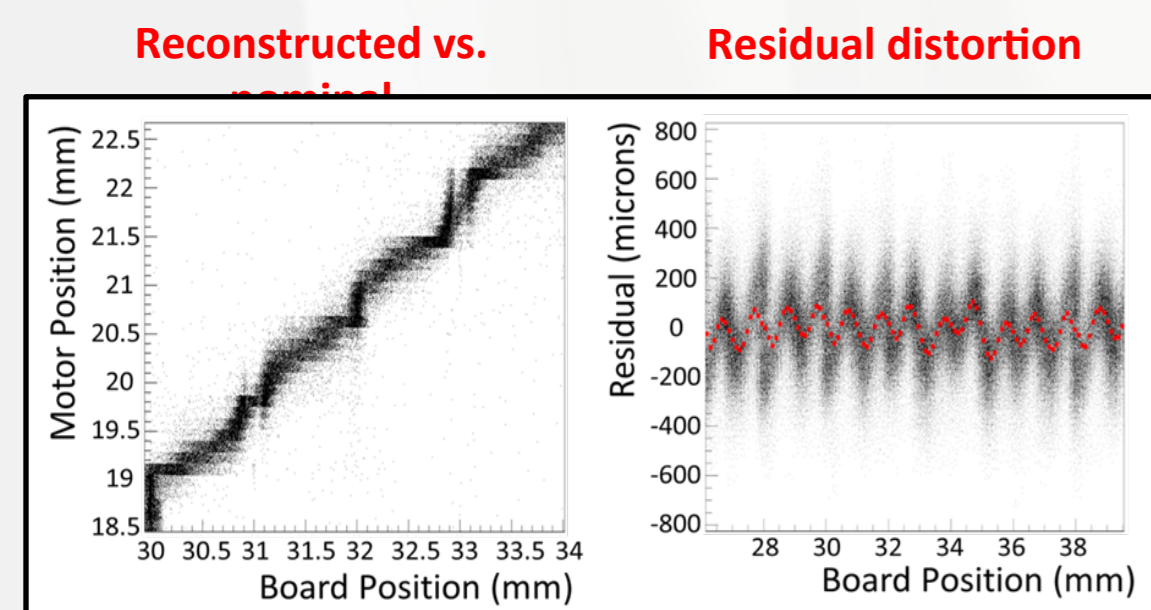 Reconstructed vs.
nominal
Residual distortion
Motor Position (mm)
22.5
22
21.5
21
20.5
20
19.5
19
18.5
30 30.5 31 31.5 32 32.5 33 33.5 34
Board Position (mm)
Residual (microns)
800
600
400
200
0
-200
-400
-600
-800
28 30 32 34 36 38
Board Position (mm)